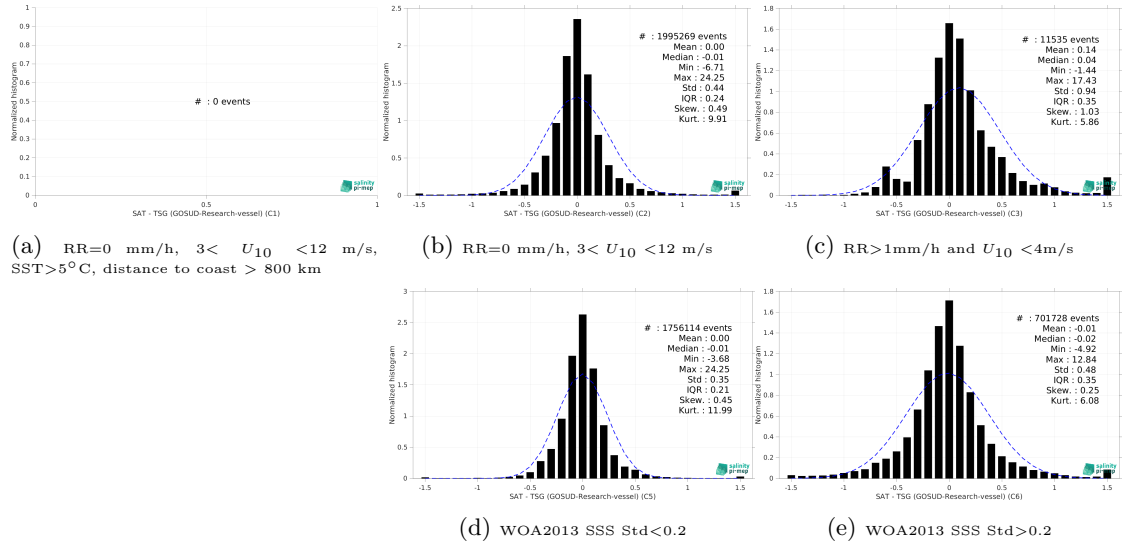 1
0.9
0.8
0.7
0.6
0.5
0.4
0.3
0.2
0.1
0
Normalized histogram
# : 0 events
salinity
pi-mep
0 0.5 1
SAT - TSG (GOSUD-Research-vessel) (C1)
(a) RR=0 mm/h, 3< U10 <12 m/s,
SST>5°C, distance to coast > 800 km
2.5
2
1.5
1
0.5
0
Normalized histogram
# : 1995269 events
Mean : 0.00
Median : -0.01
Min : -6.71
Max : 24.25
Std : 0.44
IQR : 0.24
Skew. : 0.49
Kurt. : 9.91
salinity
pi-mep
-1.5 -1 -0.5 0 0.5 1 1.5
SAT - TSG (GOSUD-Research-vessel) (C2)
(b) RR=0 mm/h, 3< U10 <12 m/s
1.8
1.6
1.4
1.2
1
0.8
0.6
0.4
0.2
0
Normalized histogram
# : 11535 events
Mean : 0.14
Median : 0.04
Min : -1.44
Max : 17.43
Std : 0.94
IQR : 0.35
Skew. : 1.03
Kurt. : 5.86
salinity
pi-mep
-1.5 -1 -0.5 0 0.5 1 1.5
SAT - TSG (GOSUD-Research-vessel) (C3)
(c) RR>1mm/h and U10 <4m/s
3
2.5
2
1.5
1
0.5
0
Normalized histogram
# : 1756114 events
Mean : 0.00
Median : -0.01
Min : -3.68
Max : 24.25
Std : 0.35
IQR : 0.21
Skew. : 0.45
Kurt. : 11.99
salinity
pi-mep
-1.5 -1 -0.5 0 0.5 1 1.5
SAT - TSG (GOSUD-Research-vessel) (C5)
(d) WOA2013 SSS Std<0.2
1.8
1.6
1.4
1.2
1
0.8
0.6
0.4
0.2
0
Normalized histogram
# : 701728 events
Mean : -0.01
Median : -0.02
Min : -4.92
Max : 12.84
Std : 0.48
IQR : 0.35
Skew. : 0.25
Kurt. : 6.08
salinity
pi-mep
-1.5 -1 -0.5 0 0.5 1 1.5
SAT - TSG (GOSUD-Research-vessel) (C6)
(e) WOA2013 SSS Std>0.2